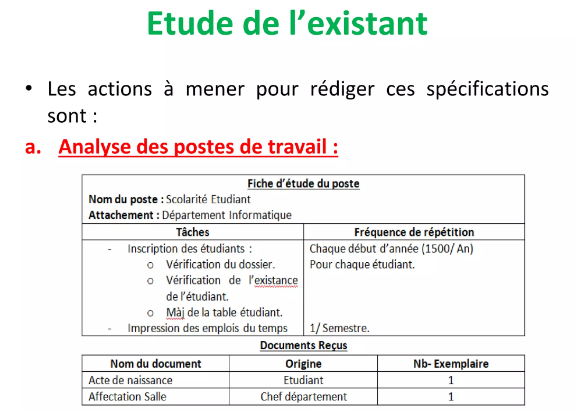 Etude de l'existant
• Les actions à mener pour rédiger ces spécifications
sont :
a. Analyse des postes de travail :
Fiche d'étude du poste
Nom du poste : Scolarité Etudiant
Attachement : Département Informatique
Tâches Fréquence de répétition
- Inscription des étudiants : Chaque début d'année (1500/ An)
o Vérification du dossier. Pour chaque étudiant.
o Vérification de l'existance
de l'étudiant.
o Màj de la table étudiant.
- Impression des emplois du temps 1/ Semestre.
Documents Reçus
Nom du document Origine Nb- Exemplaire
Acte de naissance Etudiant 1
Affectation Salle Chef département 1